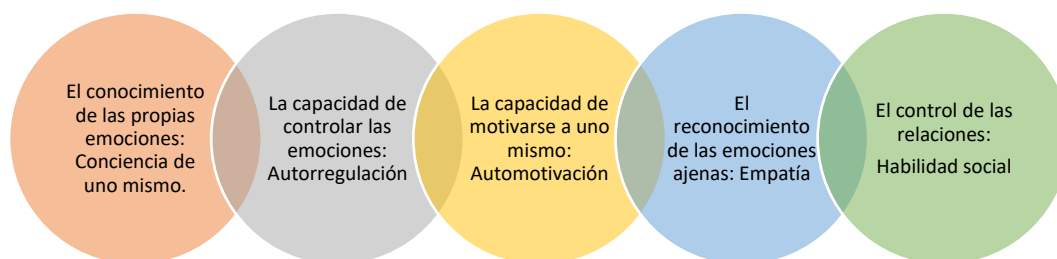 El conocimiento
de las propias
emociones:
Conciencia de
uno mismo.
La capacidad de
controlar las
emociones:
Autorregulación
La capacidad de
motivarse a uno
mismo:
Automotivación
El
reconocimiento
de las emociones
ajenas: Empatía
El control de las
relaciones:
Habilidad social